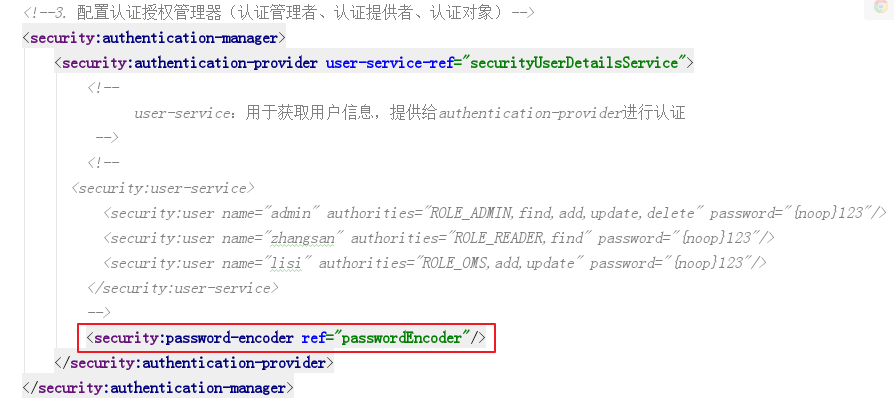 <!--3. 配置认证授权管理器（认证管理者、认证提供者、认证对象）-->
<security:authentication-manager>
<security:authentication-provider user-service-ref="securityUserDetailsService">
<!--
user-service：用于获取用户信息，提供给authentication-provider进行认证
-->
<!--
<security:user-service>
<security:user name="admin" authorities="ROLE_ADMIN,find,add,update,delete" password="{noop}123"/>
<security:user name="zhangsan" authorities="ROLE_READER,find" password="{noop}123"/>
<security:user name="lisi" authorities="ROLE_OMS,add,update" password="{noop}123"/>
</security:user-service>
-->
<security:password-encoder ref="passwordEncoder"/>
</security:authentication-provider>
</security:authentication-manager>